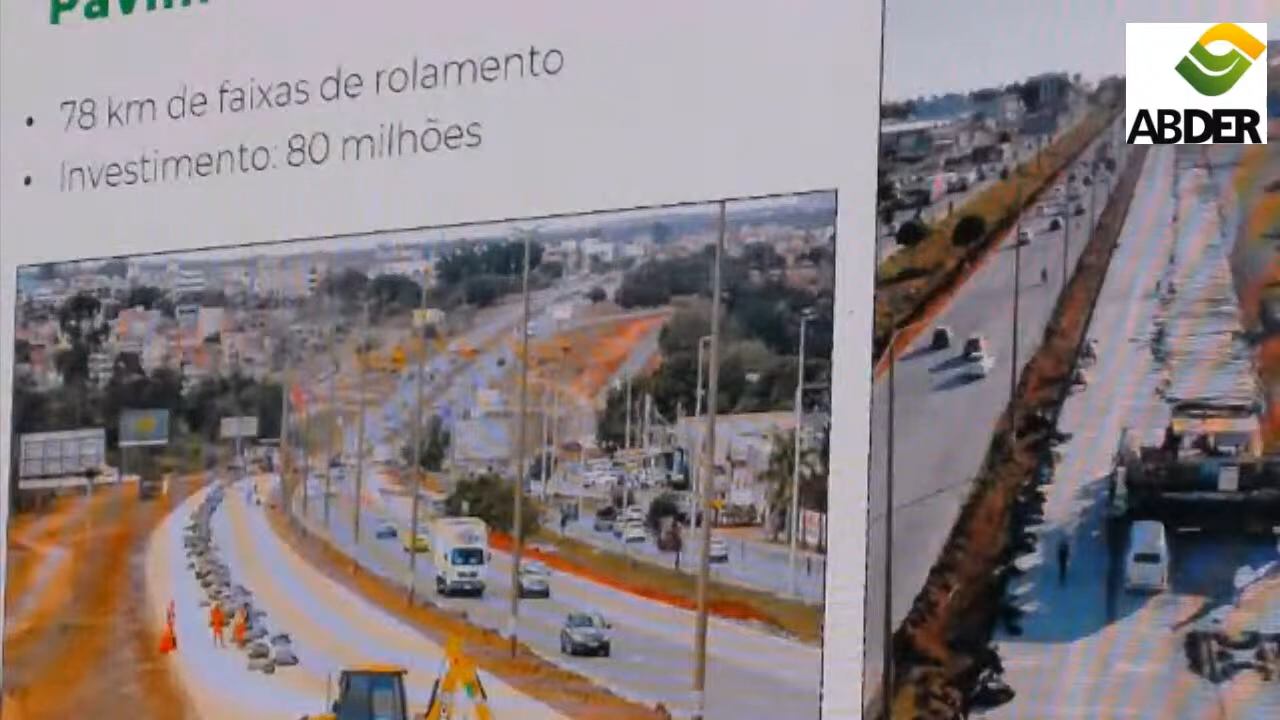 • 78 km de faixas de rolamento
• Investimento: 80 milhões
ABDER